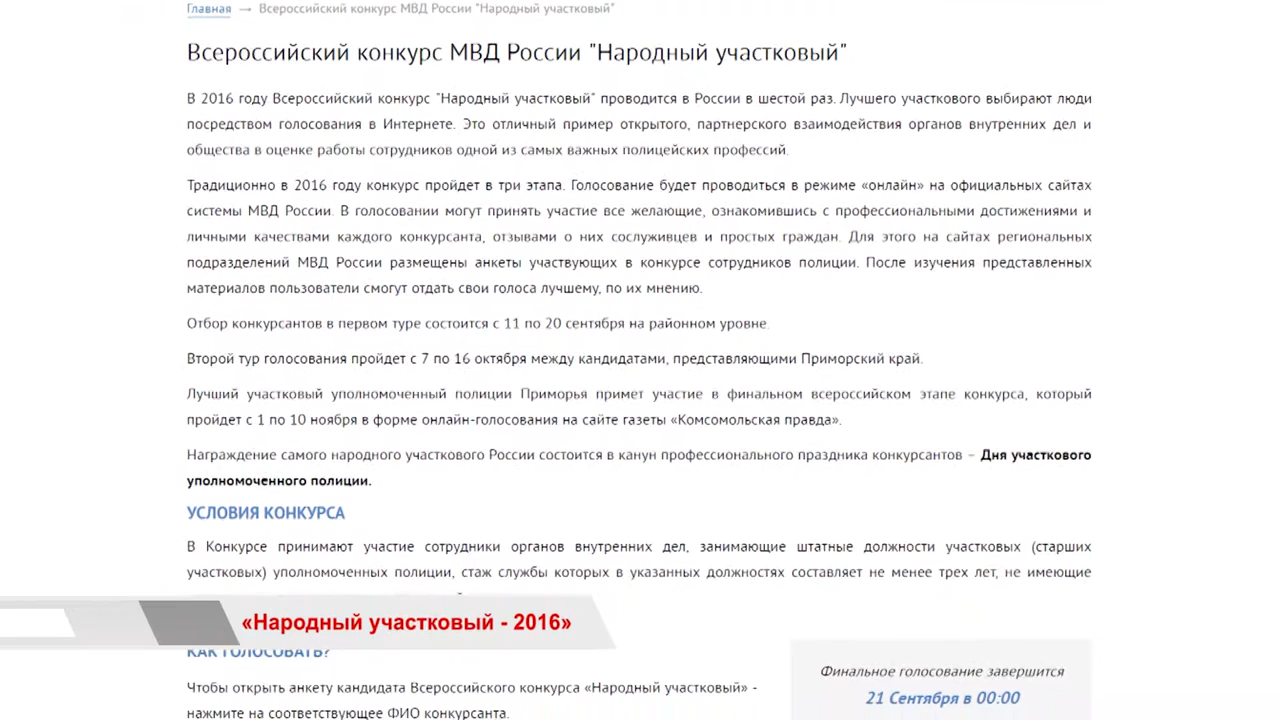 Главная → Всероссийский конкурс МВД России "Народный участковый"
Всероссийский конкурс МВД России "Народный участковый"
В 2016 году Всероссийский конкурс "Народный участковый" проводится в России в шестой раз. Лучшего участкового выбирают люди
посредством голосования в Интернете. Это отличный пример открытого, партнерского взаимодействия органов внутренних дел и
общества в оценке работы сотрудников одной из самых важных полицейских профессий.
Традиционно в 2016 году конкурс пройдет в три этапа. Голосование будет проводиться в режиме «онлайн» на официальных сайтах
системы МВД России. В голосовании могут принять участие все желающие, ознакомившись с профессиональными достижениями и
личными качествами каждого конкурсанта, отзывами о них сослуживцев и простых граждан. Для этого на сайтах региональных
подразделений МВД России размещены анкеты участвующих в конкурсе сотрудников полиции. После изучения представленных
материалов пользователи смогут отдать свои голоса лучшему, по их мнению.
Отбор конкурсантов в первом туре состоится с 11 по 20 сентября на районном уровне.
Второй тур голосования пройдет с 7 по 16 октября между кандидатами, представляющими Приморский край.
Лучший участковый уполномоченный полиции Приморья примет участие в финальном всероссийском этапе конкурса, который
пройдет с 1 по 10 ноября в форме онлайн-голосования на сайте газеты «Комсомольская правда».
Награждение самого народного участкового России состоится в канун профессионального праздника конкурсантов – Дня участкового
уполномоченного полиции.
УСЛОВИЯ КОНКУРСА
В Конкурсе принимают участие сотрудники органов внутренних дел, занимающие штатные должности участковых (старших
участковых) уполномоченных полиции, стаж службы которых в указанных должностях составляет не менее трех лет, не имеющие
«Народный участковый - 2016»
КАК ГОЛОСОВАТЬ?
Чтобы открыть анкету кандидата Всероссийского конкурса «Народный участковый» -
нажмите на соответствующее ФИО конкурсанта.
Финальное голосование завершится
21 Сентября в 00:00